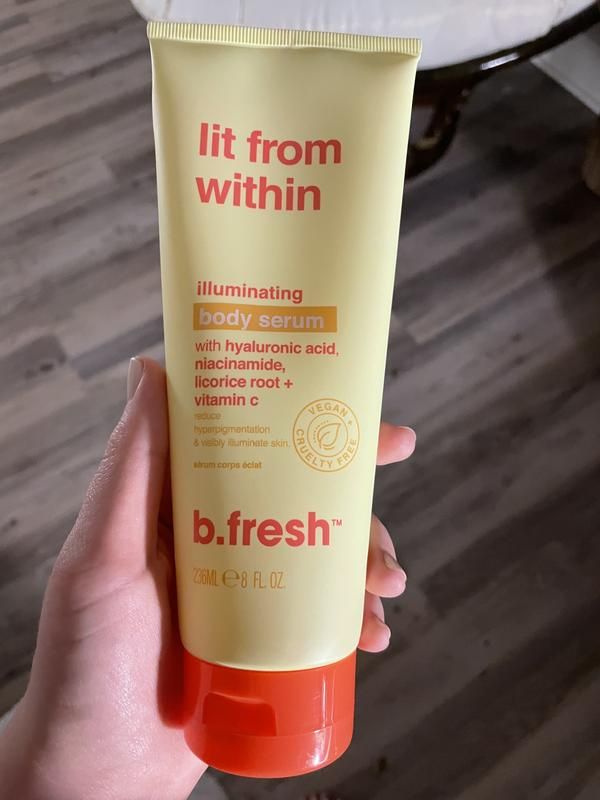 lit from
within
illuminating
body serum
with hyaluronic acid,
niacinamide,
licorice root +
vitamin c
reduce
hyperpigmentation
& visibly illuminate skin.
sérum corps éclat
VEGAN +
CRUELTY FREE
b.fresh™
236ML ℮ 8 FL. OZ.